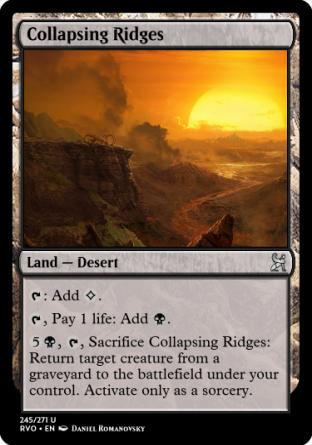 Collapsing Ridges
Land — Desert
: Add .
, Pay 1 life: Add .
5 , , Sacrifice Collapsing Ridges:
Return target creature from a
graveyard to the battlefield under your
control. Activate only as a sorcery.
245/271 U
RVO • EN Daniel Romanovsky